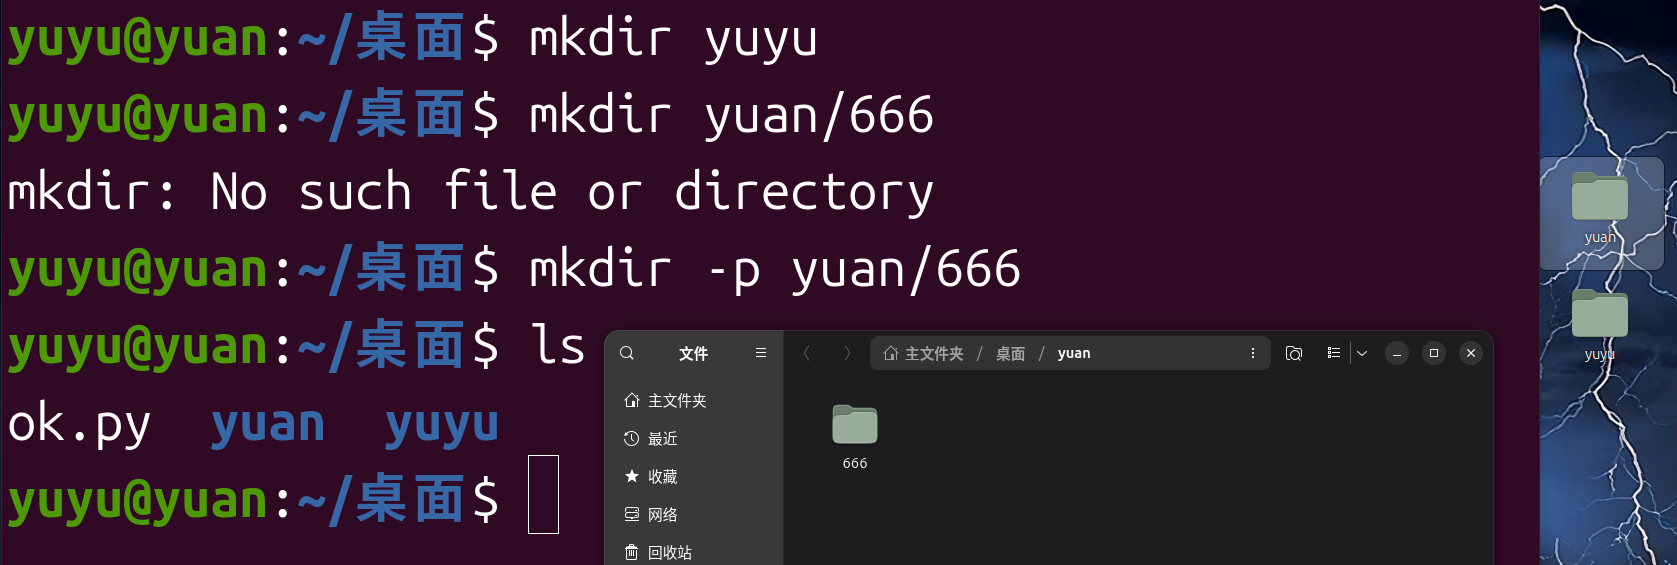 yuyu@yuan:~/桌面$ mkdir yuyu
yuyu@yuan:~/桌面$ mkdir yuan/666
mkdir: No such file or directory
yuyu@yuan:~/桌面$ mkdir -p yuan/666
yuyu@yuan:~/桌面$ ls
ok.py yuan yuyu
yuyu@yuan:~/桌面$
文件
主文件夹 / 桌面 / yuan
主文件夹
最近
收藏
网络
回收站
666
yuan
yuyu